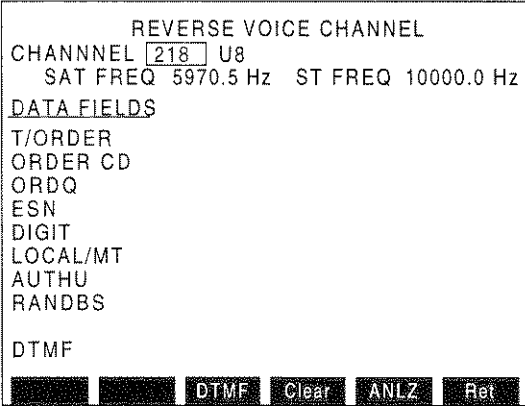 REVERSE VOICE CHANNEL
CHANNNEL 218 U8
SAT FREQ 5970.5 Hz ST FREQ 10000.0 Hz
DATA FIELDS
T/ORDER
ORDER CD
ORDQ
ESN
DIGIT
LOCAL/MT
AUTHU
RANDBS
DTMF
DTMF Clear ANLZ Ret